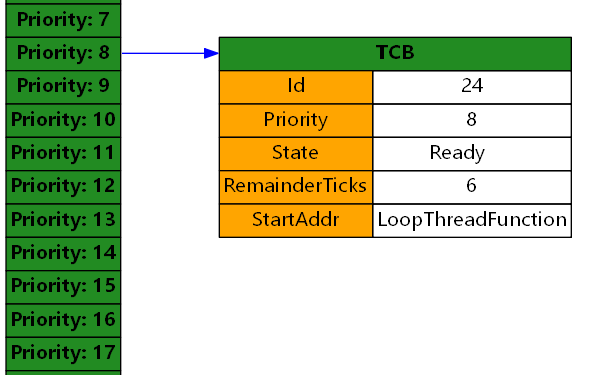 Priority: 7
Priority: 8
Priority: 9
Priority: 10
Priority: 11
Priority: 12
Priority: 13
Priority: 14
Priority: 15
Priority: 16
Priority: 17
TCB
Id 24
Priority 8
State Ready
RemainderTicks 6
StartAddr LoopThreadFunction